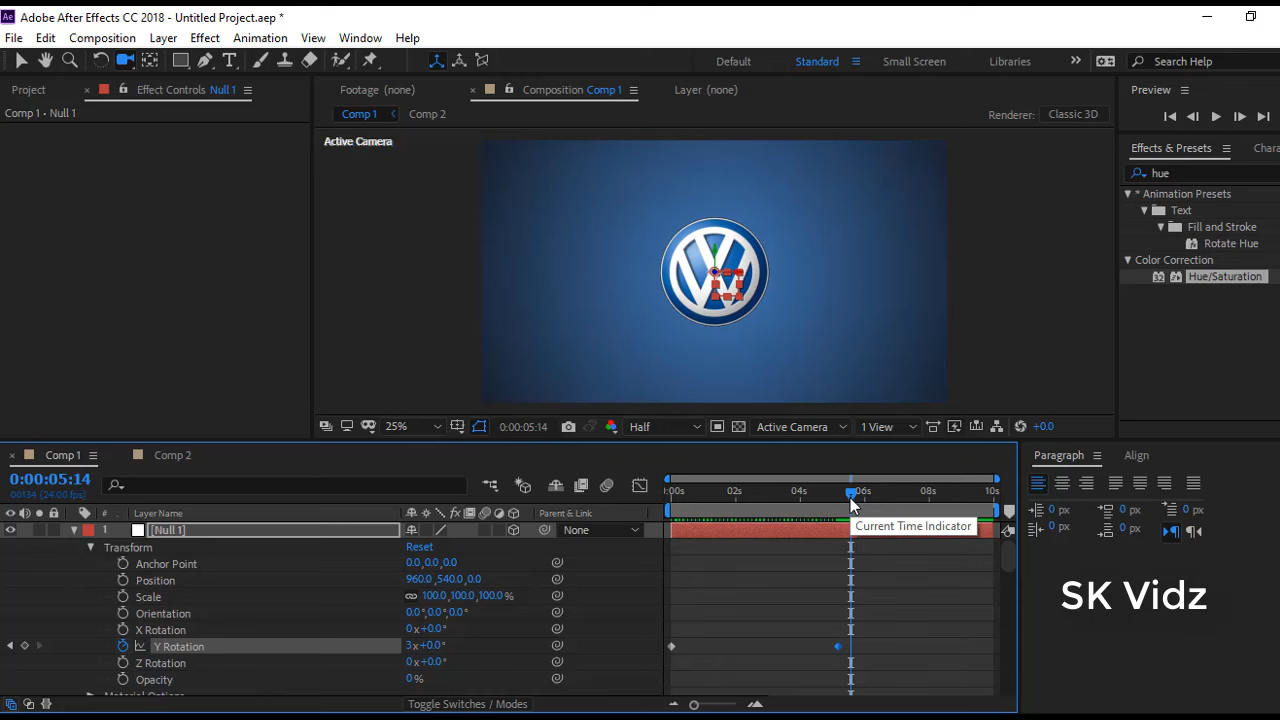 Adobe After Effects CC 2018 - Untitled Project.aep *
File Edit Composition Layer Effect Animation View Window Help
Default Standard Small Screen Libraries Search Help
Project Effect Controls Null 1
Comp 1 • Null 1
Footage (none) Composition Comp 1 Layer (none)
Comp 1 Comp 2 Renderer: Classic 3D
Active Camera
25% 0:00:05:14 Half Active Camera 1 View +0.0
Preview
Effects & Presets Chara
hue
* Animation Presets
Text
Fill and Stroke
Rotate Hue
Color Correction
32 Hue/Saturation
Comp 1 Comp 2
0:00:05:14
00134 (24.00 fps)
# Layer Name Parent & Link
:00s 02s 04s 06s 08s 10s
1 [Null 1] None
Current Time Indicator
Transform Reset
Anchor Point 0.0,0.0,0.0
Position 960.0,540.0,0.0
Scale 100.0,100.0,100.0 %
Orientation 0.0°,0.0°,0.0°
X Rotation 0x+0.0°
Y Rotation 3x+0.0°
Z Rotation 0x+0.0°
Opacity 0 %
Toggle Switches / Modes
Paragraph Align
0 px 0 px 0 px
0 px 0 px
SK Vidz